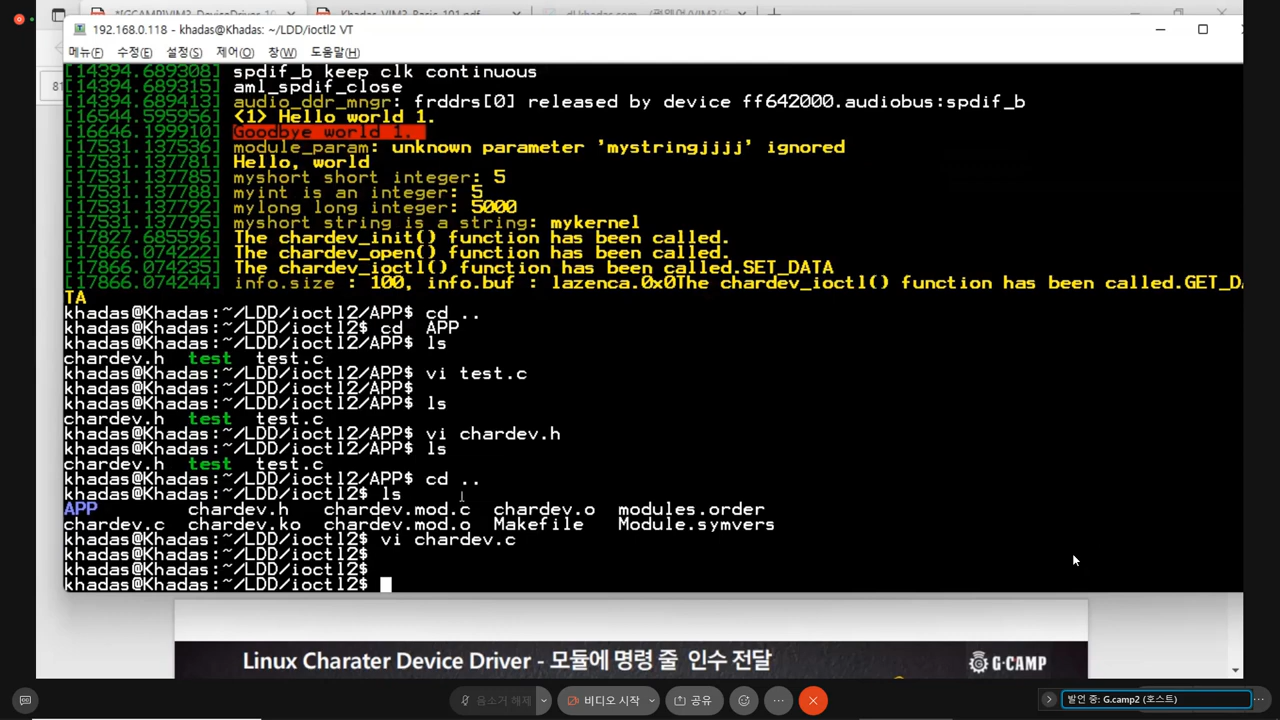 *[GCAMP]VIM3_DeviceDriver_1
Khadas_VIM3_Basic_101.pdf
192.168.0.118 - khadas@Khadas: ~/LDD/ioctl2 VT
메뉴(F) 수정(E) 설정(S) 제어(O) 창(W) 도움말(H)
81
[14394.689308] spdif_b keep clk continuous
[14394.689315] aml_spdif_close
[14394.689413] audio_ddr_mngr: frddrs[0] released by device ff642000.audiobus:spdif_b
[16544.595956] <1> Hello world 1.
[16646.199910] Goodbye world 1.
[17531.137536] module_param: unknown parameter 'mystringjjjj' ignored
[17531.137781] Hello, world
[17531.137785] myshort short integer: 5
[17531.137788] myint is an integer: 5
[17531.137792] mylong long integer: 5000
[17531.137795] myshort string is a string: mykernel
[17827.685596] The chardev_init() function has been called.
[17866.074222] The chardev_open() function has been called.
[17866.074235] The chardev_ioctl() function has been called.SET_DATA
[17866.074244] info.size : 100, info.buf : lazenca.0x0The chardev_ioctl() function has been called.GET_DA
TA
khadas@Khadas:~/LDD/ioctl2/APP$ cd ..
khadas@Khadas:~/LDD/ioctl2$ cd  APP
khadas@Khadas:~/LDD/ioctl2/APP$ ls
chardev.h  test  test.c
khadas@Khadas:~/LDD/ioctl2/APP$ vi test.c
khadas@Khadas:~/LDD/ioctl2/APP$
khadas@Khadas:~/LDD/ioctl2/APP$ ls
chardev.h  test  test.c
khadas@Khadas:~/LDD/ioctl2/APP$ vi chardev.h
khadas@Khadas:~/LDD/ioctl2/APP$ ls
chardev.h  test  test.c
khadas@Khadas:~/LDD/ioctl2/APP$ cd ..
khadas@Khadas:~/LDD/ioctl2$ ls
APP        chardev.h   chardev.mod.c  chardev.o  modules.order
chardev.c  chardev.ko  chardev.mod.o  Makefile   Module.symvers
khadas@Khadas:~/LDD/ioctl2$ vi chardev.c
khadas@Khadas:~/LDD/ioctl2$
khadas@Khadas:~/LDD/ioctl2$
khadas@Khadas:~/LDD/ioctl2$
Linux Charater Device Driver - 모듈에 명령 줄 인수 전달
G·CAMP
음소거 해제
비디오 시작
공유
발언 중: G.camp2 (호스트)